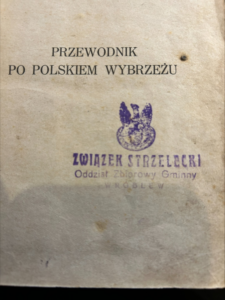 PRZEWODNIK
PO POLSKIEM WYBRZEŻU
ZWIĄZEK STRZELECKI
Oddział Zbiorowy Gminny